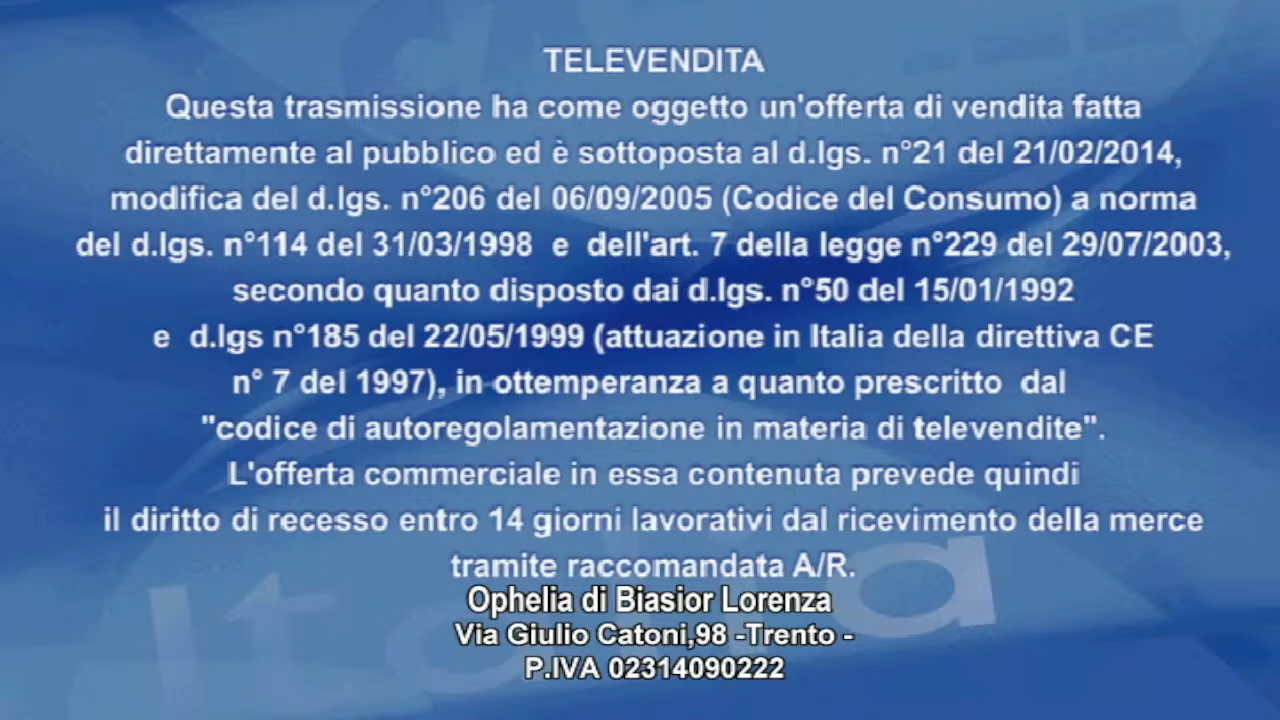 TELEVENDITA
Questa trasmissione ha come oggetto un'offerta di vendita fatta
direttamente al pubblico ed è sottoposta al d.lgs. n°21 del 21/02/2014,
modifica del d.lgs. n°206 del 06/09/2005 (Codice del Consumo) a norma
del d.lgs. n°114 del 31/03/1998  e  dell'art. 7 della legge n°229 del 29/07/2003,
secondo quanto disposto dai d.lgs. n°50 del 15/01/1992
e  d.lgs n°185 del 22/05/1999 (attuazione in Italia della direttiva CE
n° 7 del 1997), in ottemperanza a quanto prescritto  dal
"codice di autoregolamentazione in materia di televendite".
L'offerta commerciale in essa contenuta prevede quindi
il diritto di recesso entro 14 giorni lavorativi dal ricevimento della merce
tramite raccomandata A/R.
Ophelia di Biasior Lorenza
Via Giulio Catoni,98 -Trento -
P.IVA 02314090222
Italia